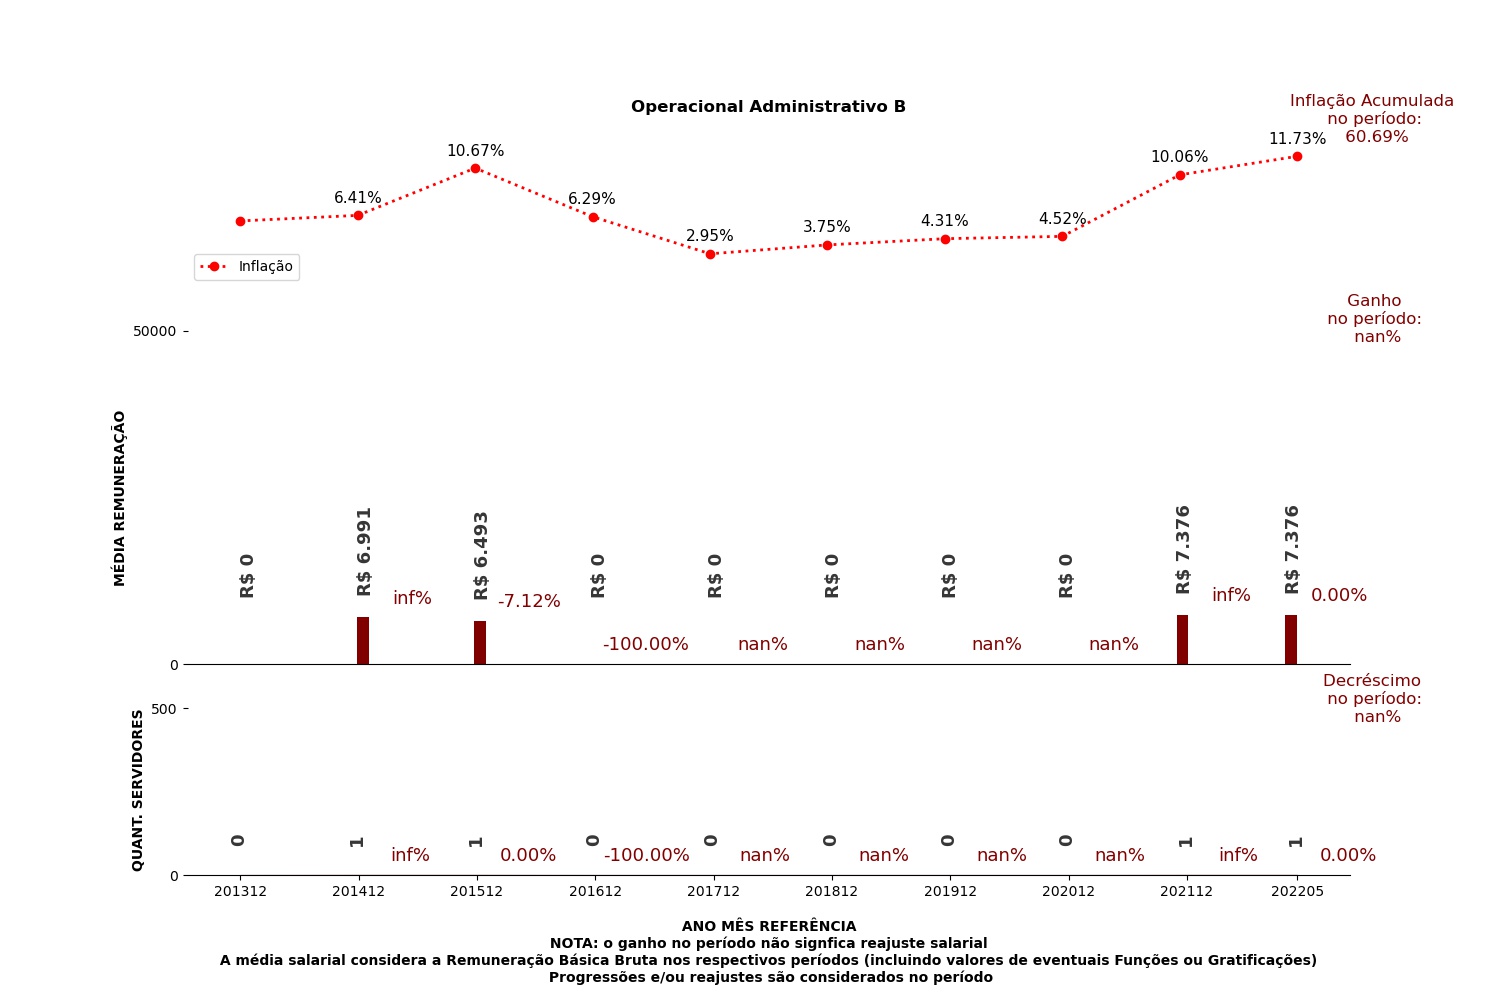 Operacional Administrativo B
Inflação Acumulada
no período:
60.69%
6.41%
10.67%
6.29%
2.95%
3.75%
4.31%
4.52%
10.06%
11.73%
Inflação
Ganho
no período:
nan%
MÉDIA REMUNERAÇÃO
50000
0
R$ 0
R$ 6.991
R$ 6.493
R$ 0
R$ 0
R$ 0
R$ 0
R$ 0
R$ 7.376
R$ 7.376
inf%
-7.12%
-100.00%
nan%
nan%
nan%
nan%
inf%
0.00%
Decréscimo
no período:
nan%
QUANT. SERVIDORES
500
0
0
1
1
0
0
0
0
0
1
1
inf%
0.00%
-100.00%
nan%
nan%
nan%
nan%
inf%
0.00%
201312
201412
201512
201612
201712
201812
201912
202012
202112
202205
ANO MÊS REFERÊNCIA
NOTA: o ganho no período não signfica reajuste salarial
A média salarial considera a Remuneração Básica Bruta nos respectivos períodos (incluindo valores de eventuais Funções ou Gratificações)
Progressões e/ou reajustes são considerados no período